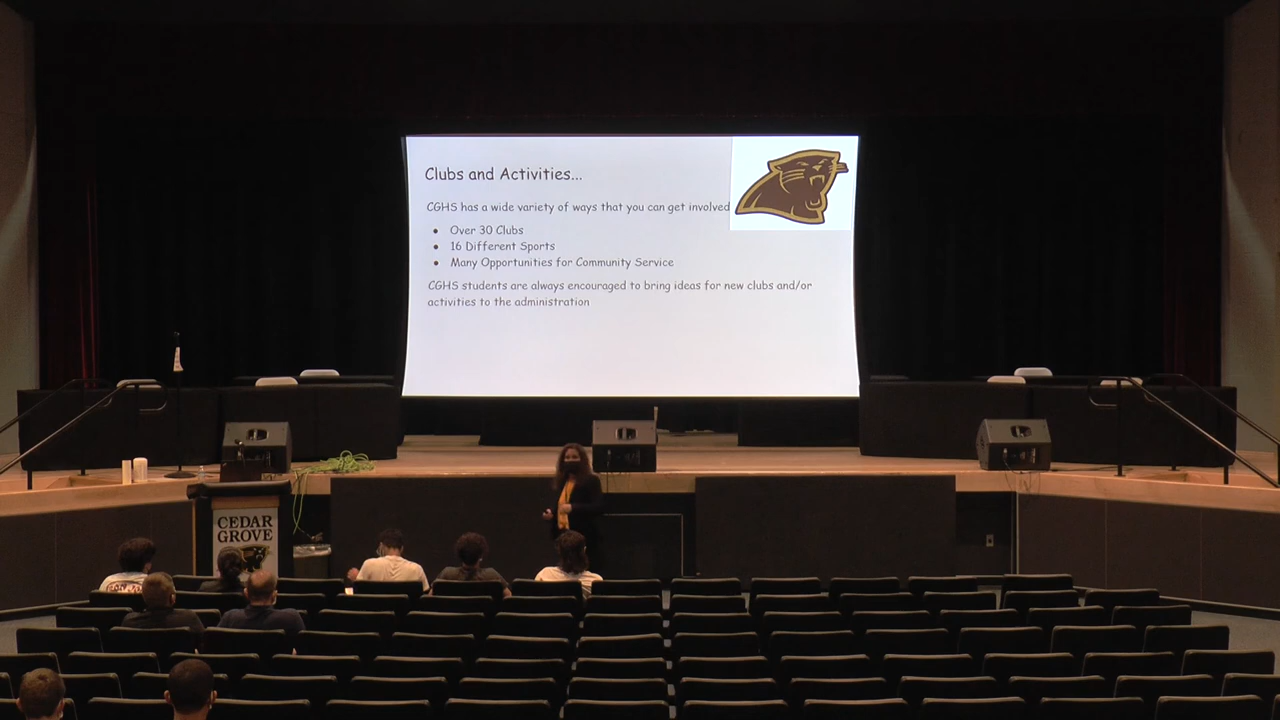 Clubs and Activities...
CGHS has a wide variety of ways that you can get involved
Over 30 Clubs
16 Different Sports
Many Opportunities for Community Service
CGHS students are always encouraged to bring ideas for new clubs and/or
activities to the administration
CEDAR
GROVE